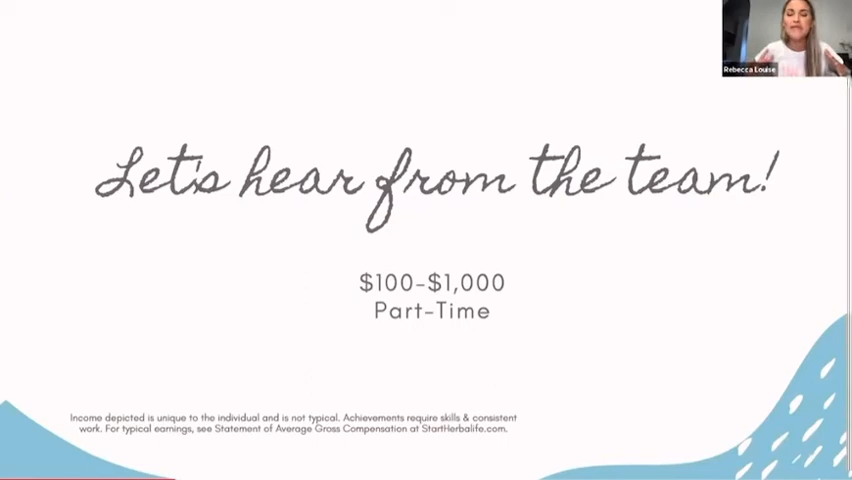 Rebecca Louise
Let's hear from the team!
$100-$1,000
Part-Time
Income depicted is unique to the individual and is not typical. Achievements require skills & consistent
work. For typical earnings, see Statement of Average Gross Compensation at StartHerbalife.com.